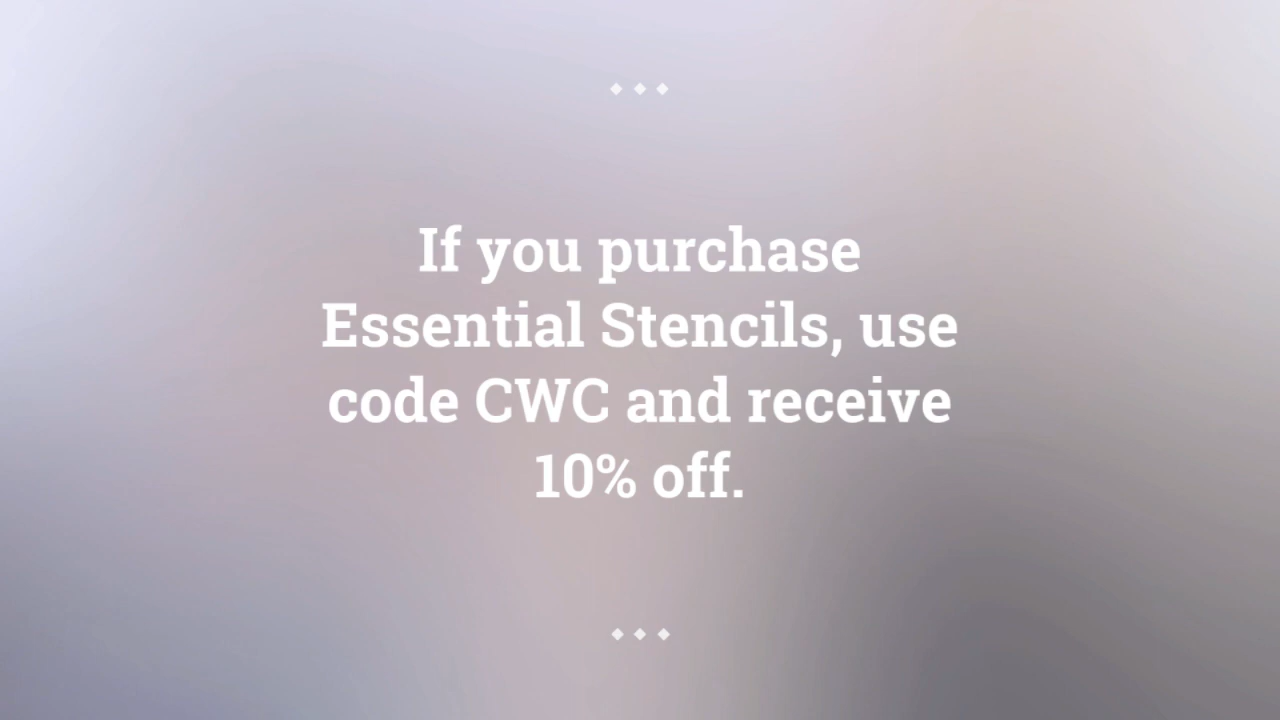 If you purchase
Essential Stencils, use
code CWC and receive
10% off.